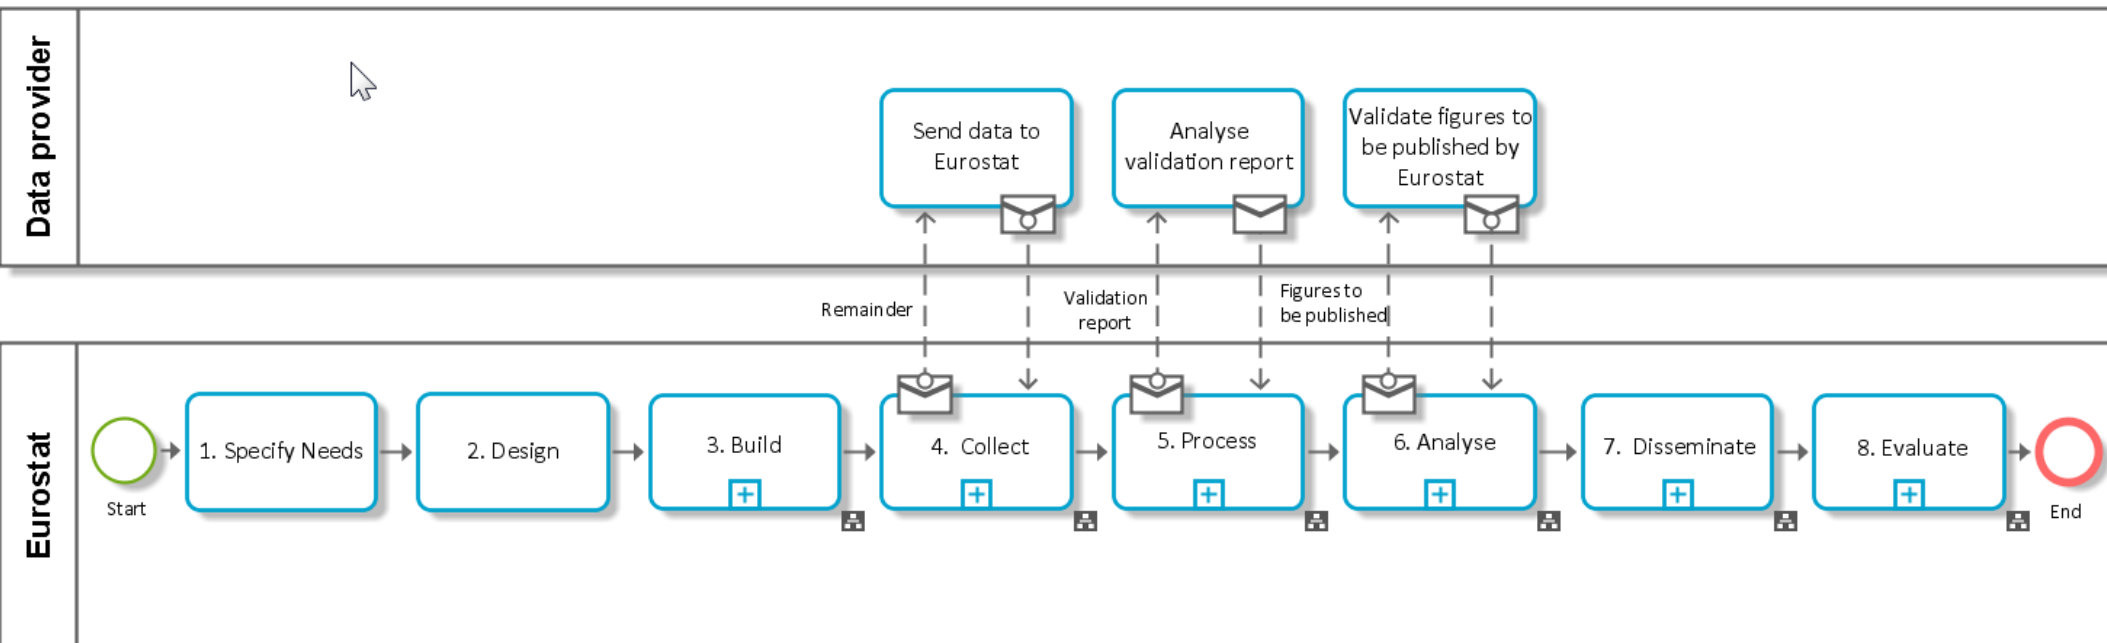 Data provider
Send data to
Eurostat
Analyse
validation report
Validate figures to
be published by
Eurostat
Remainder
Validation
report
Figures to
be published
Eurostat
Start
1. Specify Needs
2. Design
3. Build
4. Collect
5. Process
6. Analyse
7. Disseminate
8. Evaluate
End